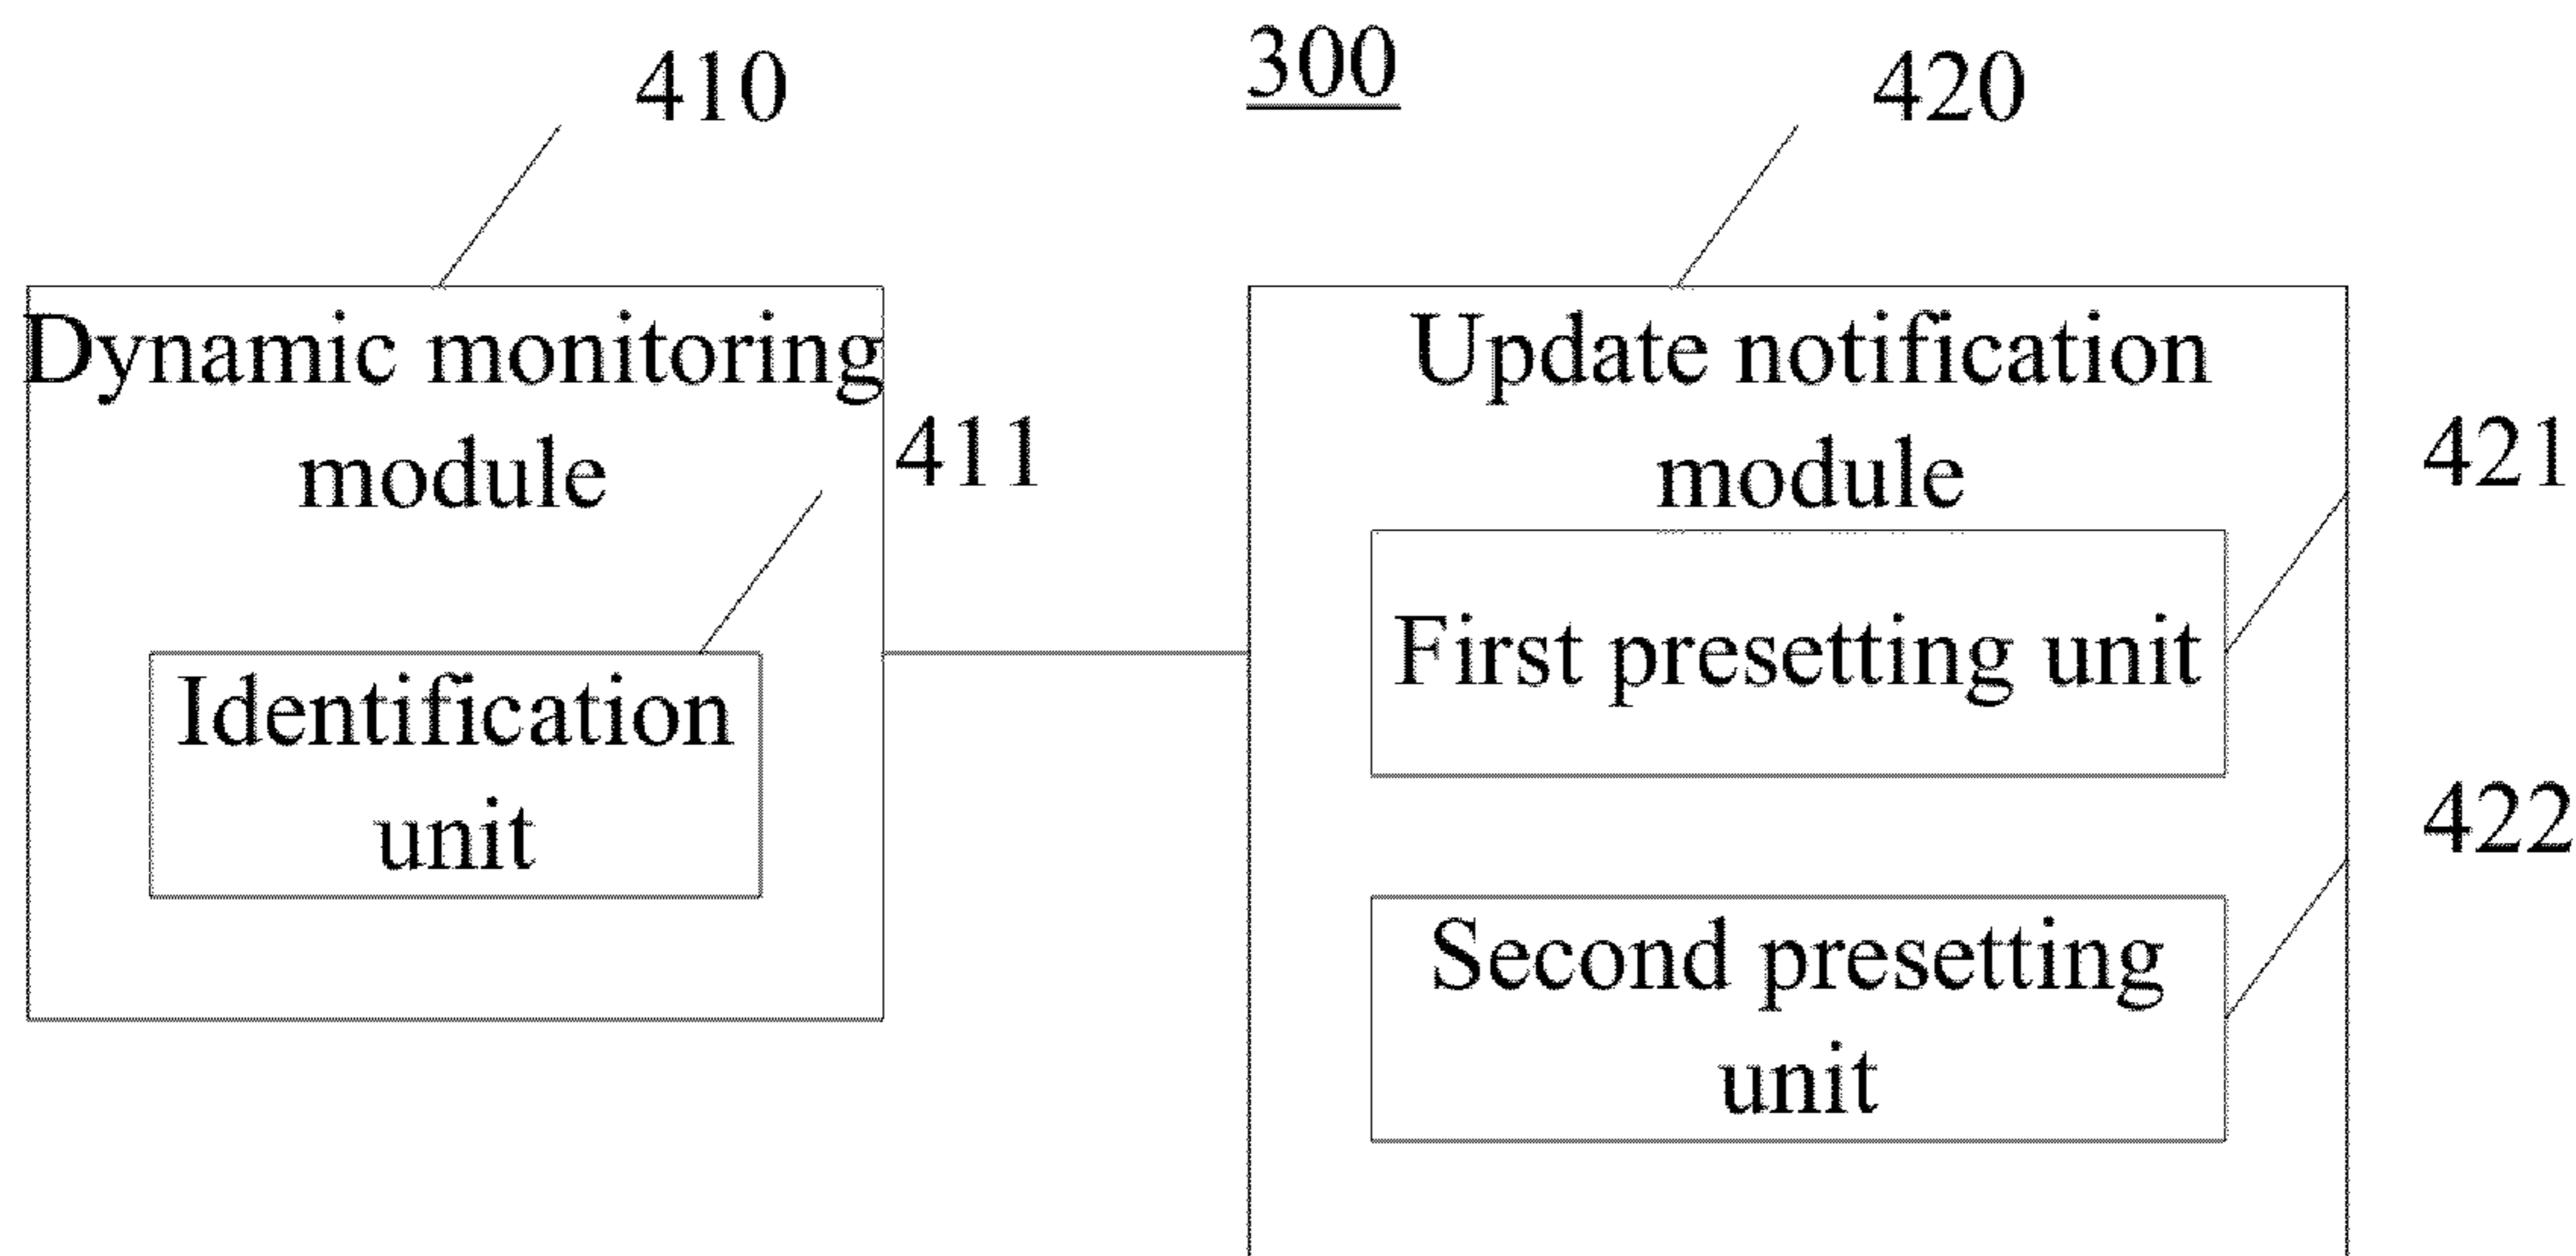 300
410
420
Dynamic monitoring
module
411
Identification
unit
Update notification
module
421
First presetting unit
422
Second presetting
unit